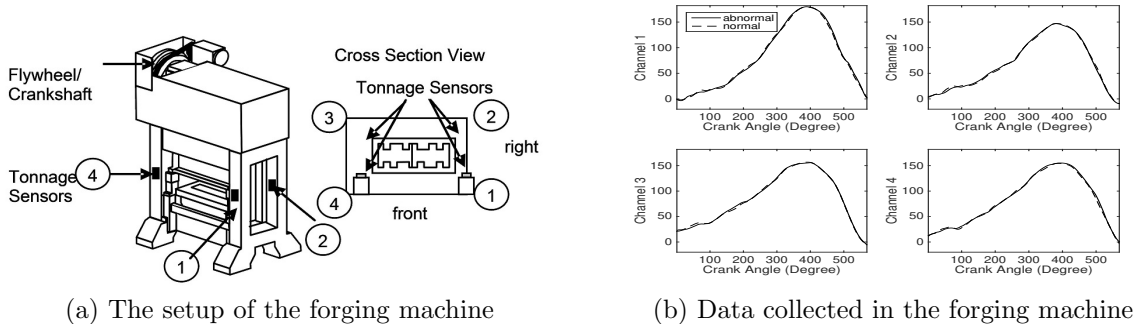 Flywheel/
Crankshaft
Tonnage
Sensors
4
1
2
Cross Section View
Tonnage Sensors
3
2
right
4
1
front
(a) The setup of the forging machine
abnormal
normal
Channel 1
150
100
50
0
100 200 300 400 500
Crank Angle (Degree)
Channel 2
150
100
50
0
100 200 300 400 500
Crank Angle (Degree)
Channel 3
150
100
50
0
100 200 300 400 500
Crank Angle (Degree)
Channel 4
150
100
50
0
100 200 300 400 500
Crank Angle (Degree)
(b) Data collected in the forging machine